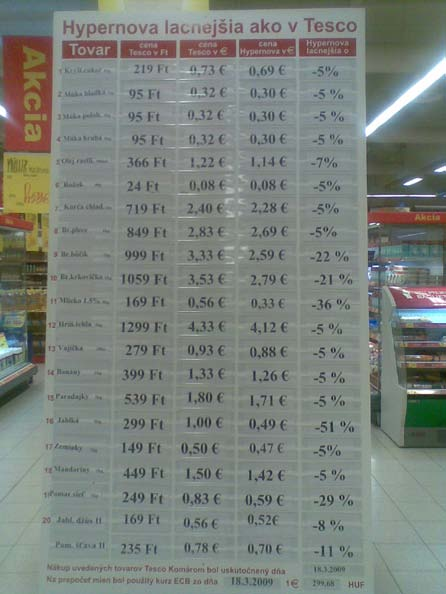 Hypernova lacnejšia ako v Tesco
Tovar cena Tesco v Ft cena Tesco v € cena Hypernova v € Hypernova lacnejšia o
1 Kryšt.cukor 219 Ft 0,73 € 0,69 € -5%
2 Múka hladká 95 Ft 0,32 € 0,30 € -5 %
3 Múka polohr. 95 Ft 0,32 € 0,30 € -5 %
4 Múka hrubá 95 Ft 0,32 € 0,30 € -5 %
5 Olej rastl. 366 Ft 1,22 € 1,14 € -7%
6 Rožok 24 Ft 0,08 € 0,08 € -5%
7 Kurča chlad. 719 Ft 2,40 € 2,28 € -5%
8 Br.plece 849 Ft 2,83 € 2,69 € -5%
9 Br.bôčik 999 Ft 3,33 € 2,59 € -22 %
10 Br.krkovička 1059 Ft 3,53 € 2,79 € -21 %
11 Mlieko 1.5% 169 Ft 0,56 € 0,33 € -36 %
12 Hrdi.tehla 1299 Ft 4,33 € 4,12 € -5 %
13 Vajíčka 279 Ft 0,93 € 0,88 € -5 %
14 Banány 399 Ft 1,33 € 1,26 € -5 %
15 Paradajky 539 Ft 1,80 € 1,71 € -5 %
16 Jablká 299 Ft 1,00 € 0,49 € -51 %
17 Zemiaky 149 Ft 0,50 € 0,47 € -5%
18 Mandarínky 449 Ft 1,50 € 1,42 € -5 %
19 Pomar.sieť 249 Ft 0,83 € 0,59 € -29 %
20 Jabl. džús 1l 169 Ft 0,56 € 0,52€ -8 %
Pom. šťava 1l 235 Ft 0,78 € 0,70 € -11 %
Nákup uvedených tovarov Tesco Komárom bol uskutočnený dňa 18.3.2009
Na prepočet mien bol použitý kurz ECB zo dňa 18.3.2009 1€ 299,68 HUF
Akcia
Akcia